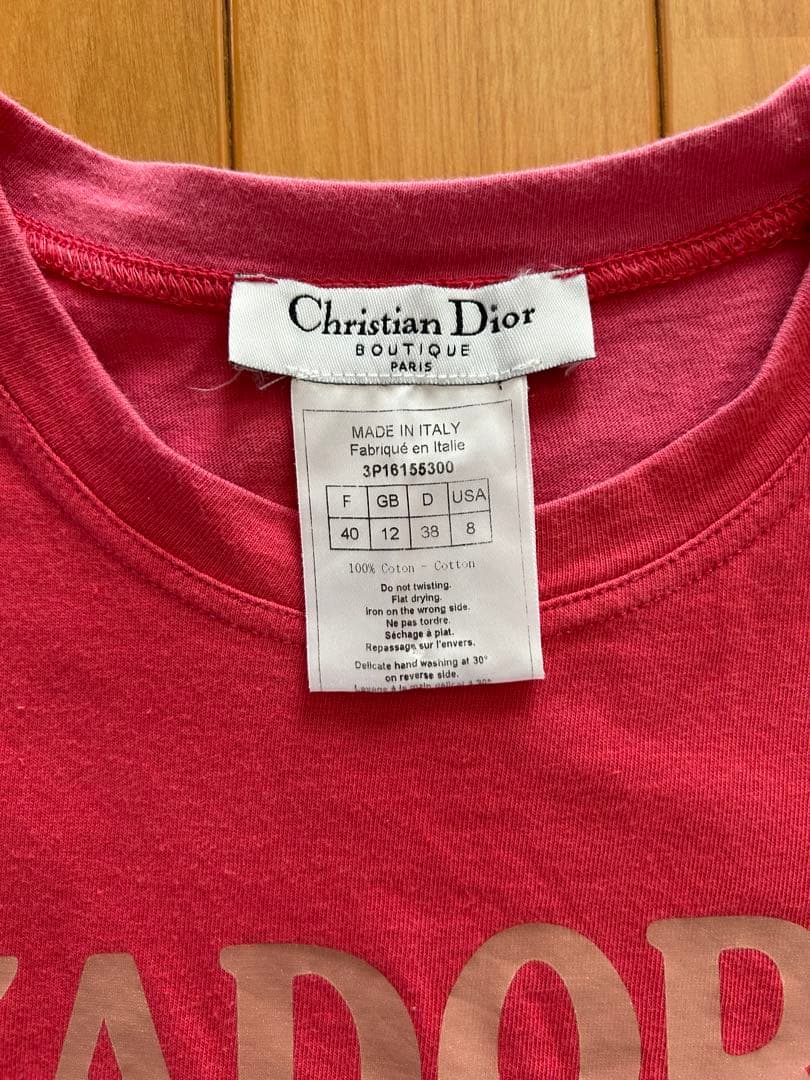 Christian Dior
BOUTIQUE
PARIS
MADE IN ITALY
Fabriqué en Italie
3P16155300
F GB D USA
40 12 38 8
100% Coton - Cotton
Do not twisting.
Flat drying.
Iron on the wrong side.
Ne pas tordre.
Séchage à plat.
Repassage sur l'envers.
Delicate hand washing at 30°
on reverse side.
ADOR